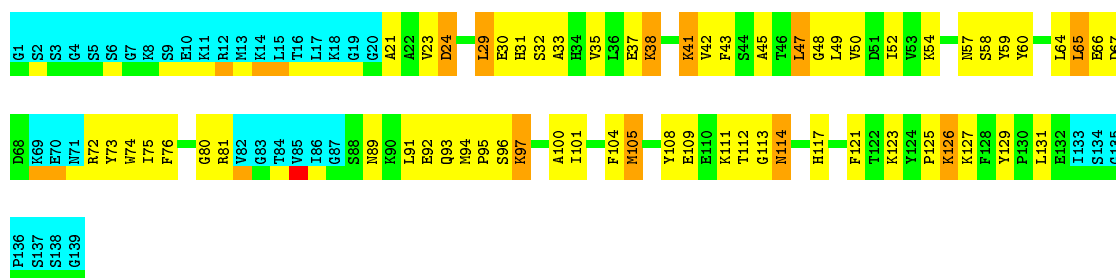 G1 S2 S3 G4 S5 S6 G7 K8 S9 E10 K11 R12 M13 K14 L15 T16 L17 K18 G19 G20 A21 A22 V23 D24 L29 E30 H31 S32 A33 H34 V35 L36 E37 K38 K41 V42 F43 S44 A45 T46 L47 G48 L49 V50 D51 I52 V53 K54 N57 S58 Y59 Y60 L64 L65 E66 D67
D68 K69 E70 N71 R72 Y73 W74 I75 F76 G80 R81 V82 G83 T84 V85 I86 G87 S88 N89 K90 L91 E92 Q93 M94 P95 S96 K97 A100 I101 F104 M105 Y108 E109 E110 K111 T112 G113 N114 H117 F121 T122 K123 Y124 P125 K126 K127 F128 Y129 P130 L131 E132 I133 S134 G135
P136 S137 S138 G139